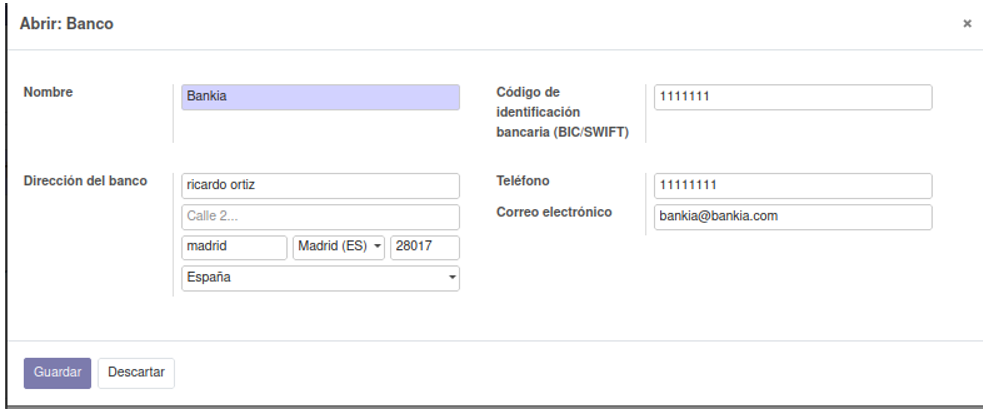 Abrir: Banco ×
Nombre
Bankia
Código de
identificación
bancaria (BIC/SWIFT)
1111111
Dirección del banco
ricardo ortiz
Calle 2...
madrid Madrid (ES) 28017
España
Teléfono
11111111
Correo electrónico
bankia@bankia.com
Guardar Descartar